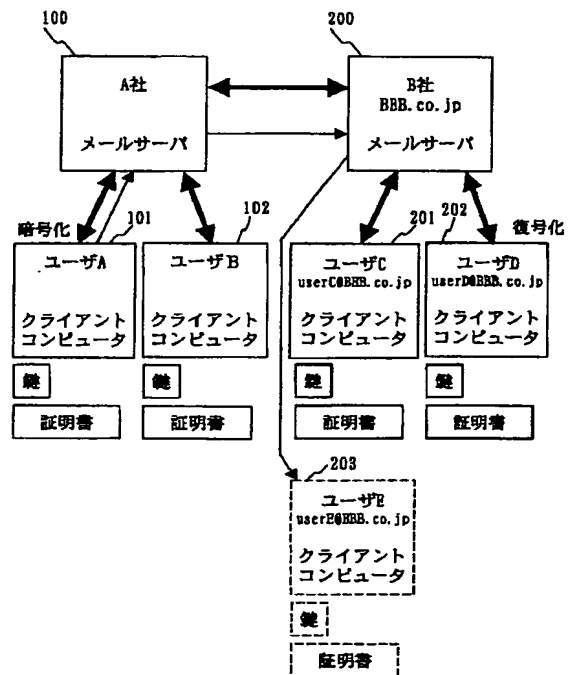 100
200
A社
メールサーバ
B社
BBB.co.jp
メールサーバ
暗号化
101
102
201
202
復号化
ユーザA
クライアント
コンピュータ
ユーザB
クライアント
コンピュータ
ユーザC
userC@BBB.co.jp
クライアント
コンピュータ
ユーザD
userD@BBB.co.jp
クライアント
コンピュータ
鍵
鍵
鍵
鍵
証明書
証明書
証明書
証明書
203
ユーザE
userE@BBB.co.jp
クライアント
コンピュータ
鍵
証明書